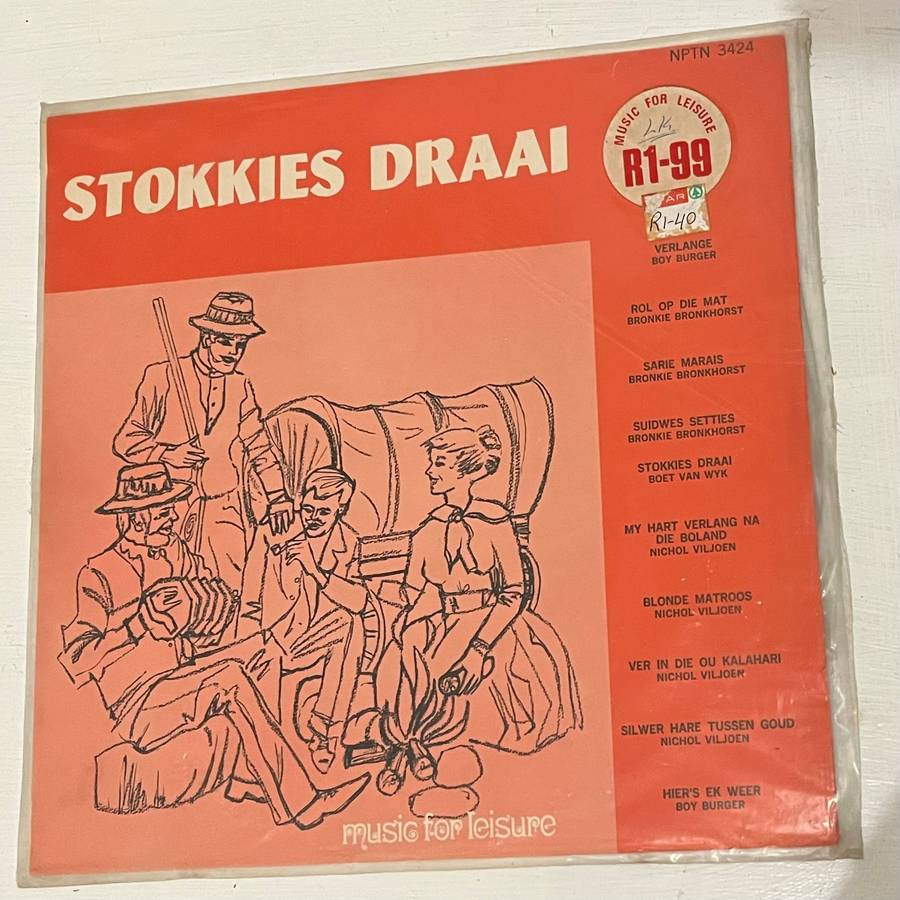 NPTN 3424
STOKKIES DRAAI
MUSIC FOR LEISURE
R1-99
R1-40
VERLANGE
BOY BURGER
ROL OP DIE MAT
BRONKIE BRONKHORST
SARIE MARAIS
BRONKIE BRONKHORST
SUIDWES SETTIES
BRONKIE BRONKHORST
STOKKIES DRAAI
BOET VAN WYK
MY HART VERLANG NA
DIE BOLAND
NICHOL VILJOEN
BLONDE MATROOS
NICHOL VILJOEN
VER IN DIE OU KALAHARI
NICHOL VILJOEN
SILWER HARE TUSSEN GOUD
NICHOL VILJOEN
HIER'S EK WEER
BOY BURGER
music for leisure